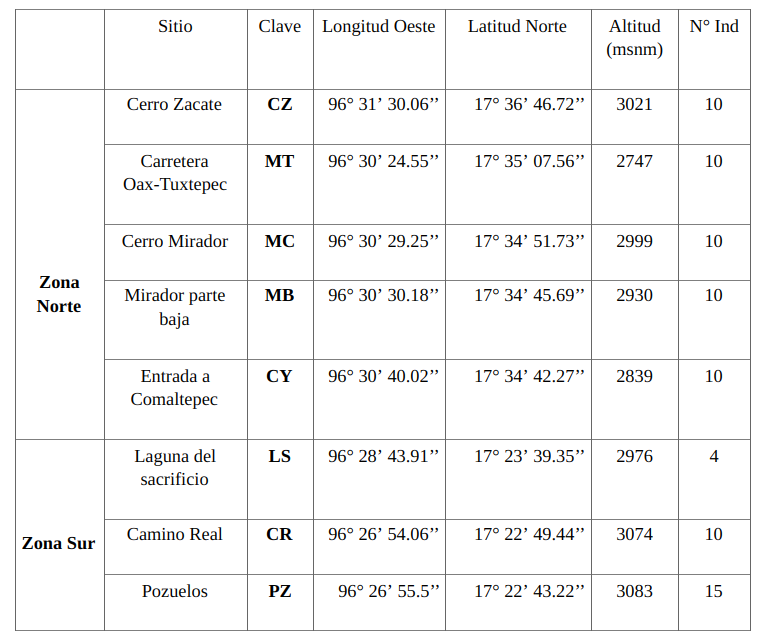 Sitio Clave Longitud Oeste Latitud Norte Altitud N° Ind
(msnm)
Cerro Zacate CZ 96° 31’ 30.06’’ 17° 36’ 46.72’’ 3021 10
Carretera MT 96° 30’ 24.55’’ 17° 35’ 07.56’’ 2747 10
Oax-Tuxtepec
Cerro Mirador MC 96° 30’ 29.25’’ 17° 34’ 51.73’’ 2999 10
Zona
Norte
Mirador parte MB 96° 30’ 30.18’’ 17° 34’ 45.69’’ 2930 10
baja
Entrada a CY 96° 30’ 40.02’’ 17° 34’ 42.27’’ 2839 10
Comaltepec
Laguna del LS 96° 28’ 43.91’’ 17° 23’ 39.35’’ 2976 4
sacrificio
Camino Real CR 96° 26’ 54.06’’ 17° 22’ 49.44’’ 3074 10
Zona Sur
Pozuelos PZ 96° 26’ 55.5’’ 17° 22’ 43.22’’ 3083 15